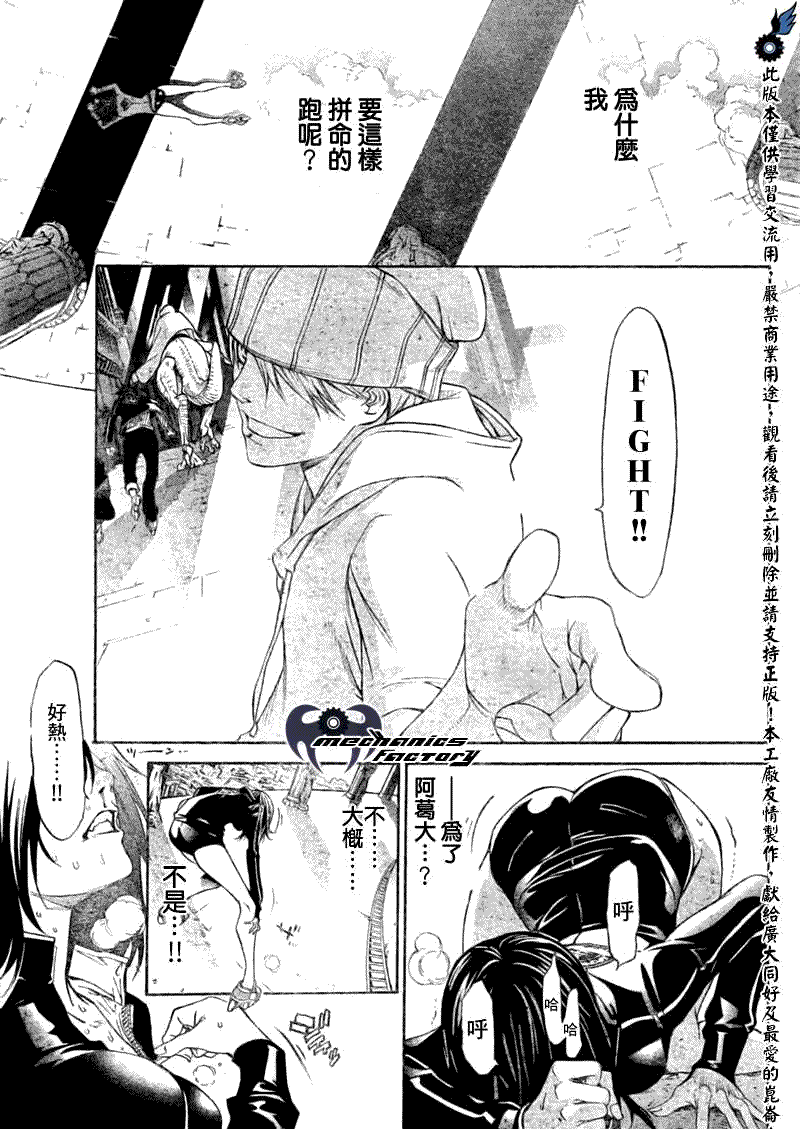 為什麼
我
要這樣
拼命的
跑呢？
FIGHT!!
——為了
阿葛大…？
呼
哈
哈
呼
不……
大概……
不是…!!
好熱……!!
mechanics
factory
此版本僅供學習交流用，嚴禁商業用途，觀看後請立刻刪除並請支持正版！本工廠友情製作，獻給廣大同好及最愛的崑崙